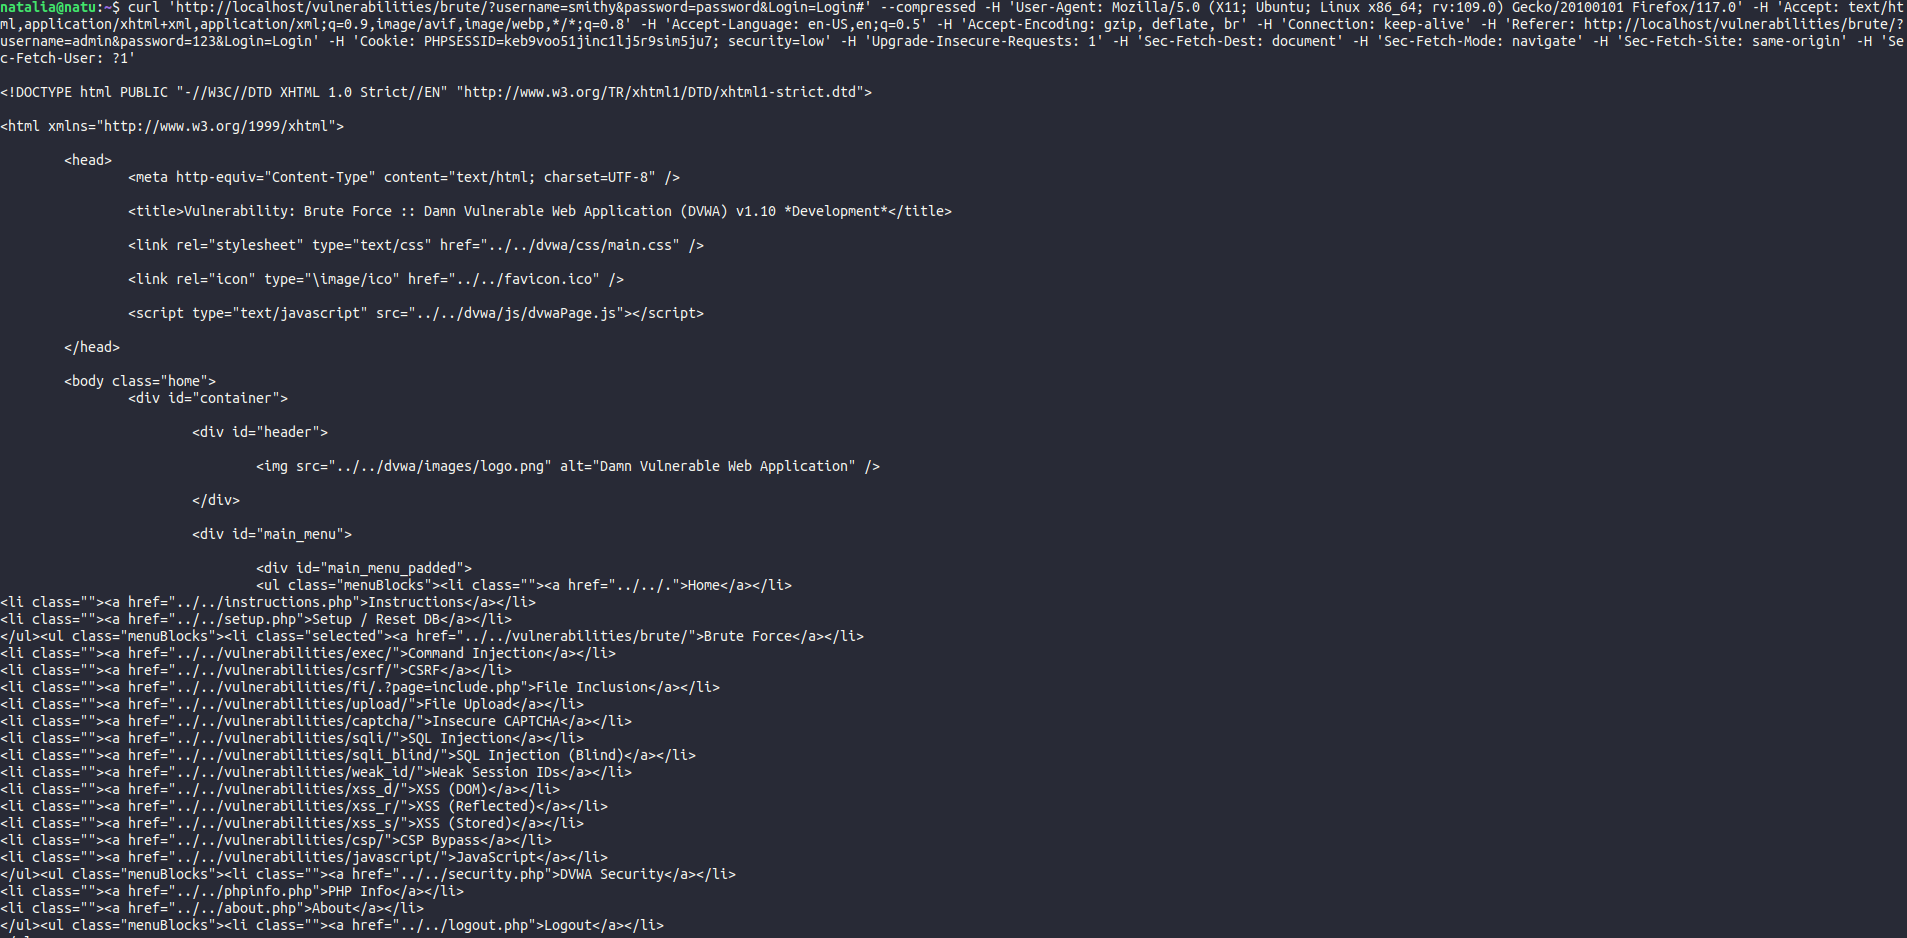 natalia@natu:~$ curl 'http://localhost/vulnerabilities/brute/?username=smithy&password=password&Login=Login#' --compressed -H 'User-Agent: Mozilla/5.0 (X11; Ubuntu; Linux x86_64; rv:109.0) Gecko/20100101 Firefox/117.0' -H 'Accept: text/ht
ml,application/xhtml+xml,application/xml;q=0.9,image/avif,image/webp,*/*;q=0.8' -H 'Accept-Language: en-US,en;q=0.5' -H 'Accept-Encoding: gzip, deflate, br' -H 'Connection: keep-alive' -H 'Referer: http://localhost/vulnerabilities/brute/?
username=admin&password=123&Login=Login' -H 'Cookie: PHPSESSID=keb9voo51jinc1lj5r9sim5ju7; security=low' -H 'Upgrade-Insecure-Requests: 1' -H 'Sec-Fetch-Dest: document' -H 'Sec-Fetch-Mode: navigate' -H 'Sec-Fetch-Site: same-origin' -H 'Se
c-Fetch-User: ?1'
<!DOCTYPE html PUBLIC "-//W3C//DTD XHTML 1.0 Strict//EN" "http://www.w3.org/TR/xhtml1/DTD/xhtml1-strict.dtd">
<html xmlns="http://www.w3.org/1999/xhtml">
<head>
<meta http-equiv="Content-Type" content="text/html; charset=UTF-8" />
<title>Vulnerability: Brute Force :: Damn Vulnerable Web Application (DVWA) v1.10 *Development*</title>
<link rel="stylesheet" type="text/css" href="../../dvwa/css/main.css" />
<link rel="icon" type="\image/ico" href="../../favicon.ico" />
<script type="text/javascript" src="../../dvwa/js/dvwaPage.js"></script>
</head>
<body class="home">
<div id="container">
<div id="header">
<img src="../../dvwa/images/logo.png" alt="Damn Vulnerable Web Application" />
</div>
<div id="main_menu">
<div id="main_menu_padded">
<ul class="menuBlocks"><li class=""><a href="../../.">Home</a></li>
<li class=""><a href="../../instructions.php">Instructions</a></li>
<li class=""><a href="../../setup.php">Setup / Reset DB</a></li>
</ul><ul class="menuBlocks"><li class="selected"><a href="../../vulnerabilities/brute/">Brute Force</a></li>
<li class=""><a href="../../vulnerabilities/exec/">Command Injection</a></li>
<li class=""><a href="../../vulnerabilities/csrf/">CSRF</a></li>
<li class=""><a href="../../vulnerabilities/fi/.?page=include.php">File Inclusion</a></li>
<li class=""><a href="../../vulnerabilities/upload/">File Upload</a></li>
<li class=""><a href="../../vulnerabilities/captcha/">Insecure CAPTCHA</a></li>
<li class=""><a href="../../vulnerabilities/sqli/">SQL Injection</a></li>
<li class=""><a href="../../vulnerabilities/sqli_blind/">SQL Injection (Blind)</a></li>
<li class=""><a href="../../vulnerabilities/weak_id/">Weak Session IDs</a></li>
<li class=""><a href="../../vulnerabilities/xss_d/">XSS (DOM)</a></li>
<li class=""><a href="../../vulnerabilities/xss_r/">XSS (Reflected)</a></li>
<li class=""><a href="../../vulnerabilities/xss_s/">XSS (Stored)</a></li>
<li class=""><a href="../../vulnerabilities/csp/">CSP Bypass</a></li>
<li class=""><a href="../../vulnerabilities/javascript/">JavaScript</a></li>
</ul><ul class="menuBlocks"><li class=""><a href="../../security.php">DVWA Security</a></li>
<li class=""><a href="../../phpinfo.php">PHP Info</a></li>
<li class=""><a href="../../about.php">About</a></li>
</ul><ul class="menuBlocks"><li class=""><a href="../../logout.php">Logout</a></li>